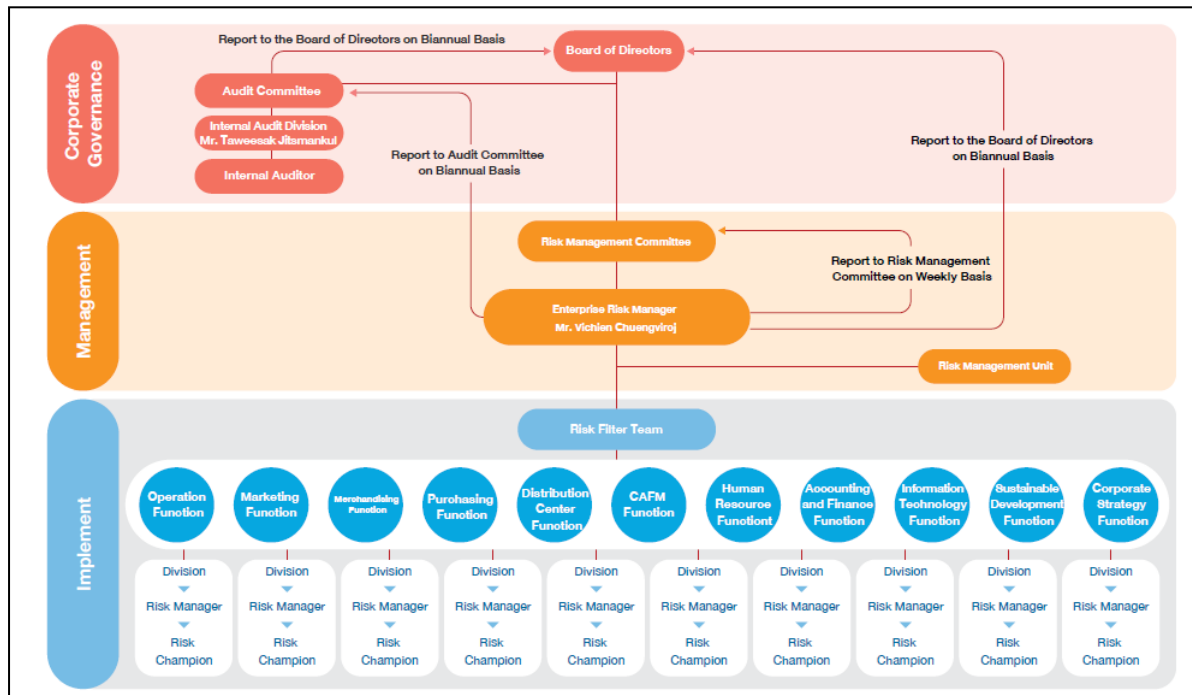 Corporate
Governance
Report to the Board of Directors on Biannual Basis
Board of Directors
Audit Committee
Internal Audit Division
Mr. Taweesak Jitsmankul
Internal Auditor
Report to Audit Committee
on Biannual Basis
Report to the Board of Directors
on Biannual Basis
Management
Risk Management Committee
Report to Risk Management
Committee on Weekly Basis
Enterprise Risk Manager
Mr. Vichien Chuengviroj
Risk Management Unit
Implement
Risk Filter Team
Operation
Function
Marketing
Function
Merchandising
Function
Purchasing
Function
Distribution
Center
Function
CAFM
Function
Human
Resource
Functiont
Accounting
and Finance
Function
Information
Technology
Function
Sustainable
Development
Function
Corporate
Strategy
Function
Division
Risk Manager
Risk
Champion
Division
Risk Manager
Risk
Champion
Division
Risk Manager
Risk
Champion
Division
Risk Manager
Risk
Champion
Division
Risk Manager
Risk
Champion
Division
Risk Manager
Risk
Champion
Division
Risk Manager
Risk
Champion
Division
Risk Manager
Risk
Champion
Division
Risk Manager
Risk
Champion
Division
Risk Manager
Risk
Champion